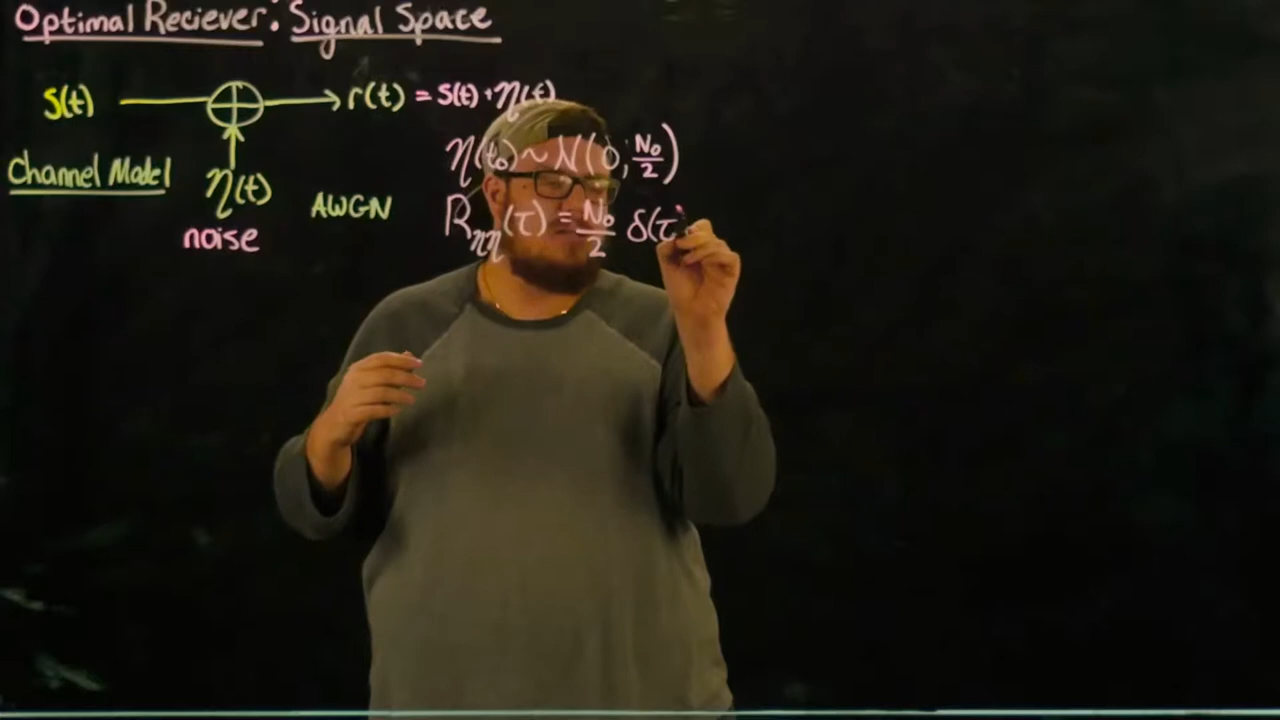 Optimal Reciever: Signal Space
S(t) → r(t) = S(t) + η(t)
Channel Model
η(t)
noise
AWGN
η(t₀) ~ N(0, N₀/2)
R_ηη(τ) = N₀/2 δ(τ